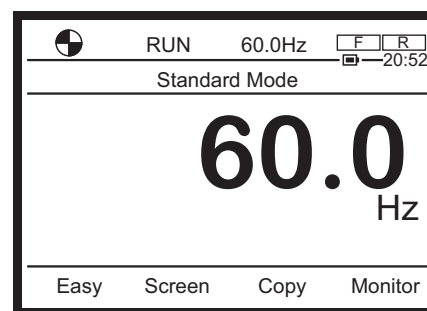 RUN 60.0Hz F R
20:52
Standard Mode
60.0
Hz
Easy Screen Copy Monitor